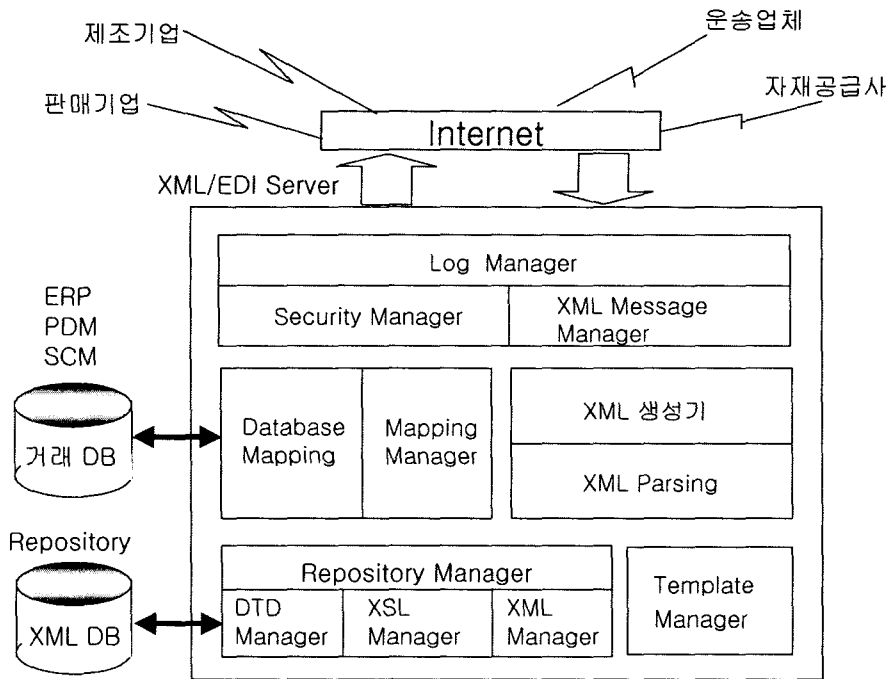 제조기업
운송업체
판매기업
자재공급사
Internet
XML/EDI Server
Log Manager
Security Manager
XML Message
Manager
ERP
PDM
SCM
거래 DB
Database
Mapping
Mapping
Manager
XML 생성기
XML Parsing
Repository
XML DB
Repository Manager
DTD
Manager
XSL
Manager
XML
Manager
Template
Manager